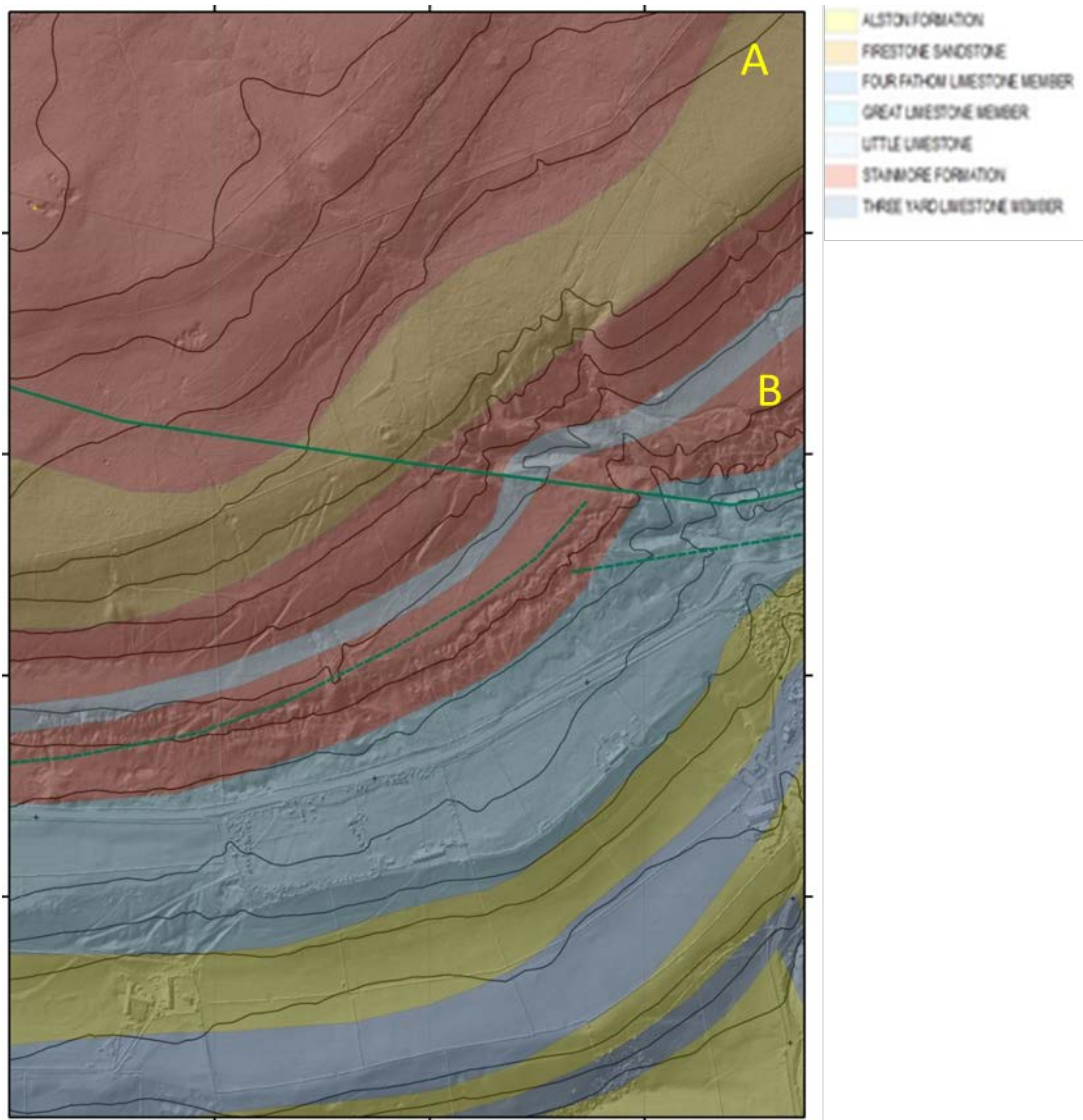 A
B
ALSTON FORMATION
FIRESTONE SANDSTONE
FOUR FATHOM LIMESTONE MEMBER
GREAT LIMESTONE MEMBER
LITTLE LIMESTONE
STAINMORE FORMATION
THREE YARD LIMESTONE MEMBER